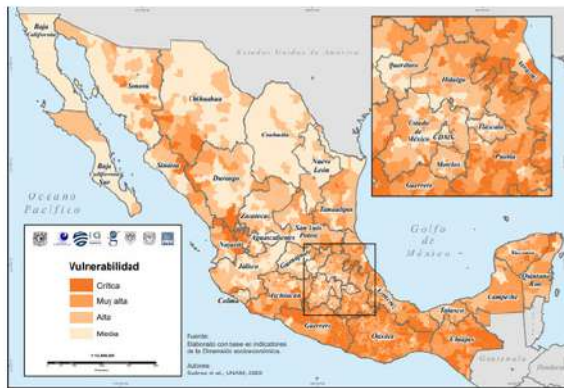 Baja
California
Sonora
Chihuahua
Estados Unidos de America
Coahuila
Nuevo
León
Baja
California
Sur
Sinaloa
Durango
Zacatecas
Tamaulipas
San Luis
Potosí
Nayarit
Aguascalientes
Jalisco
Guanajuato
Colima
Michoacán
Guerrero
Oaxaca
Tabasco
Chiapas
Campeche
Yucatán
Quintana
Roo
Guatemala
Océano
Pacífico
Golfo
de
México
Querétaro
Hidalgo
Veracruz
Estado
de
México
CDMX
Tlaxcala
Morelos
Puebla
Guerrero
Vulnerabilidad
Crítica
Muy alta
Alta
Media
Fuente:
Elaborado con base en indicadores
de la Dimensión socioeconómica.
Autores: